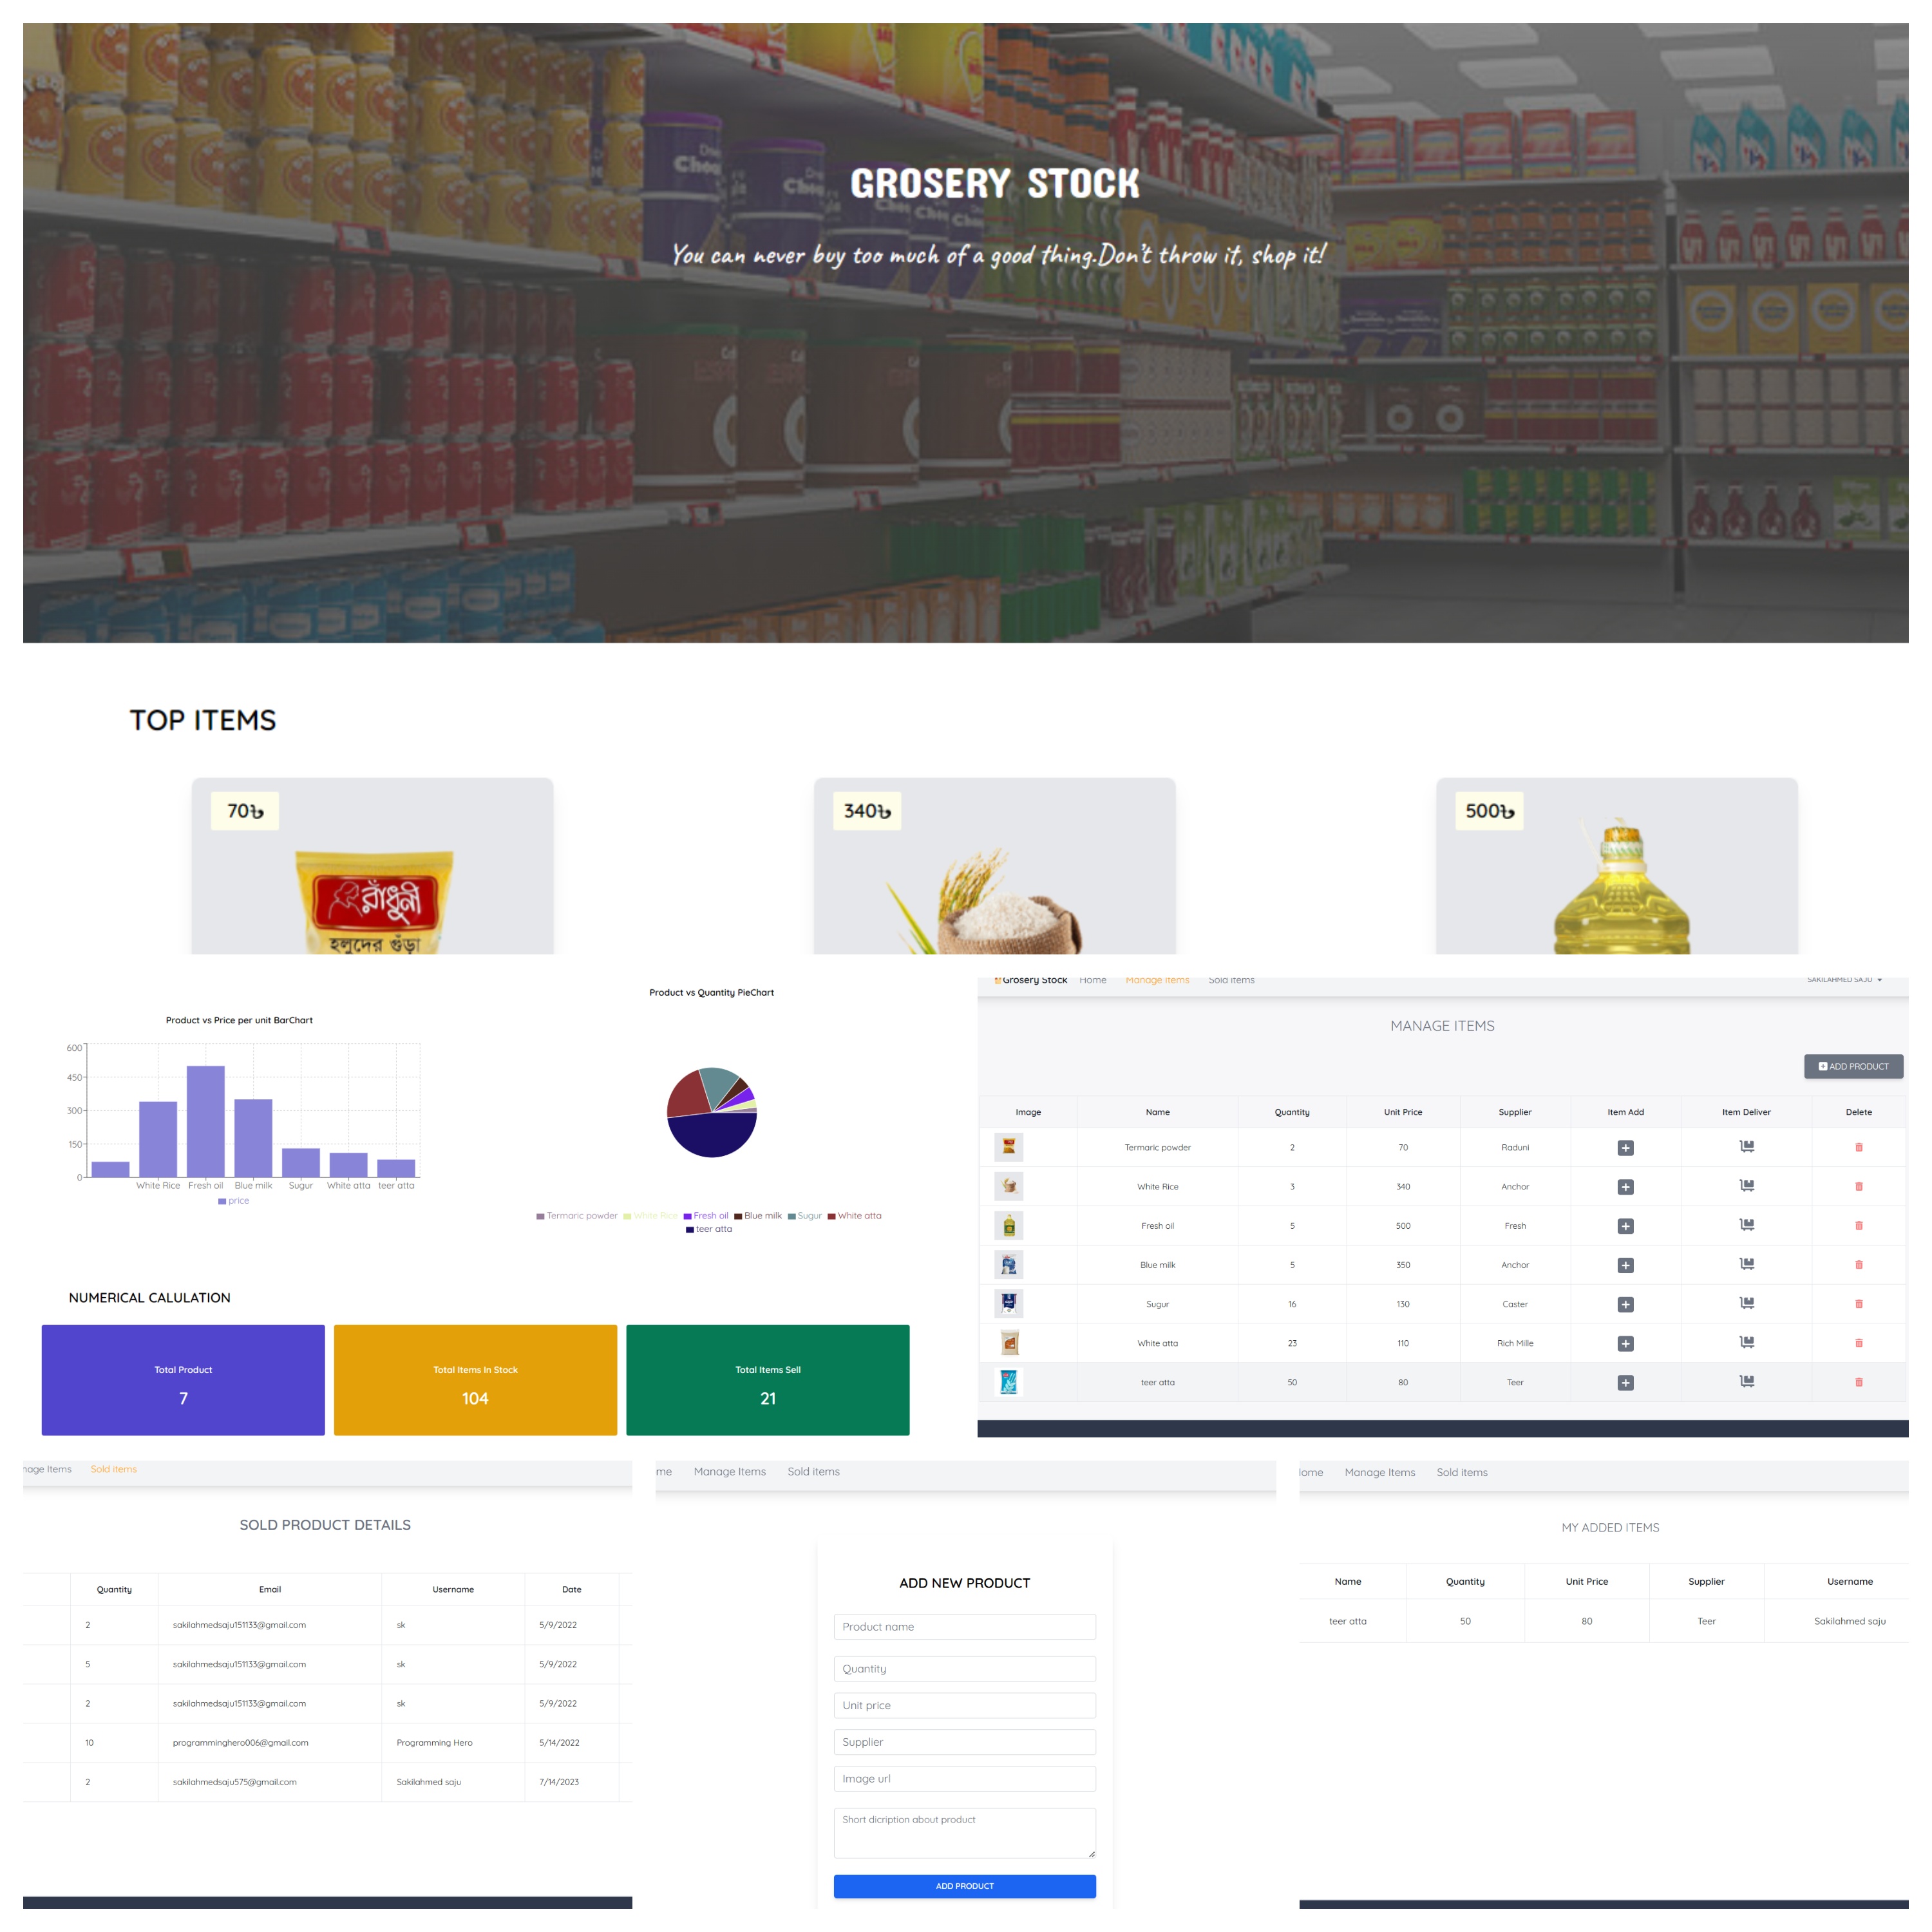 GROSERY STOCK
You can never buy too much of a good thing.Don't throw it, shop it!
TOP ITEMS
70৳
340৳
500৳
রাঁধুনী
হলুদের গুঁড়া
Product vs Price per unit BarChart
600
450
300
150
0
White Rice Fresh oil Blue milk Sugur White atta teer atta
price
Product vs Quantity PieChart
Termaric powder White Rice Fresh oil Blue milk Sugur White atta
teer atta
NUMERICAL CALULATION
Total Product
7
Total Items In Stock
104
Total Items Sell
21
Grosery Stock Home Manage Items Sold items SAKILAHMED SAJU
MANAGE ITEMS
ADD PRODUCT
Image Name Quantity Unit Price Supplier Item Add Item Deliver Delete
Termaric powder 2 70 Raduni
White Rice 3 340 Anchor
Fresh oil 5 500 Fresh
Blue milk 5 350 Anchor
Sugur 16 130 Caster
White atta 23 110 Rich Mille
teer atta 50 80 Teer
nage Items Sold items
SOLD PRODUCT DETAILS
Quantity Email Username Date
2 sakilahmedsaju151133@gmail.com sk 5/9/2022
5 sakilahmedsaju151133@gmail.com sk 5/9/2022
2 sakilahmedsaju151133@gmail.com sk 5/9/2022
10 programminghero006@gmail.com Programming Hero 5/14/2022
2 sakilahmedsaju575@gmail.com Sakilahmed saju 7/14/2023
me Manage Items Sold items
ADD NEW PRODUCT
Product name
Quantity
Unit price
Supplier
Image url
Short dicription about product
ADD PRODUCT
ome Manage Items Sold items
MY ADDED ITEMS
Name Quantity Unit Price Supplier Username
teer atta 50 80 Teer Sakilahmed saju